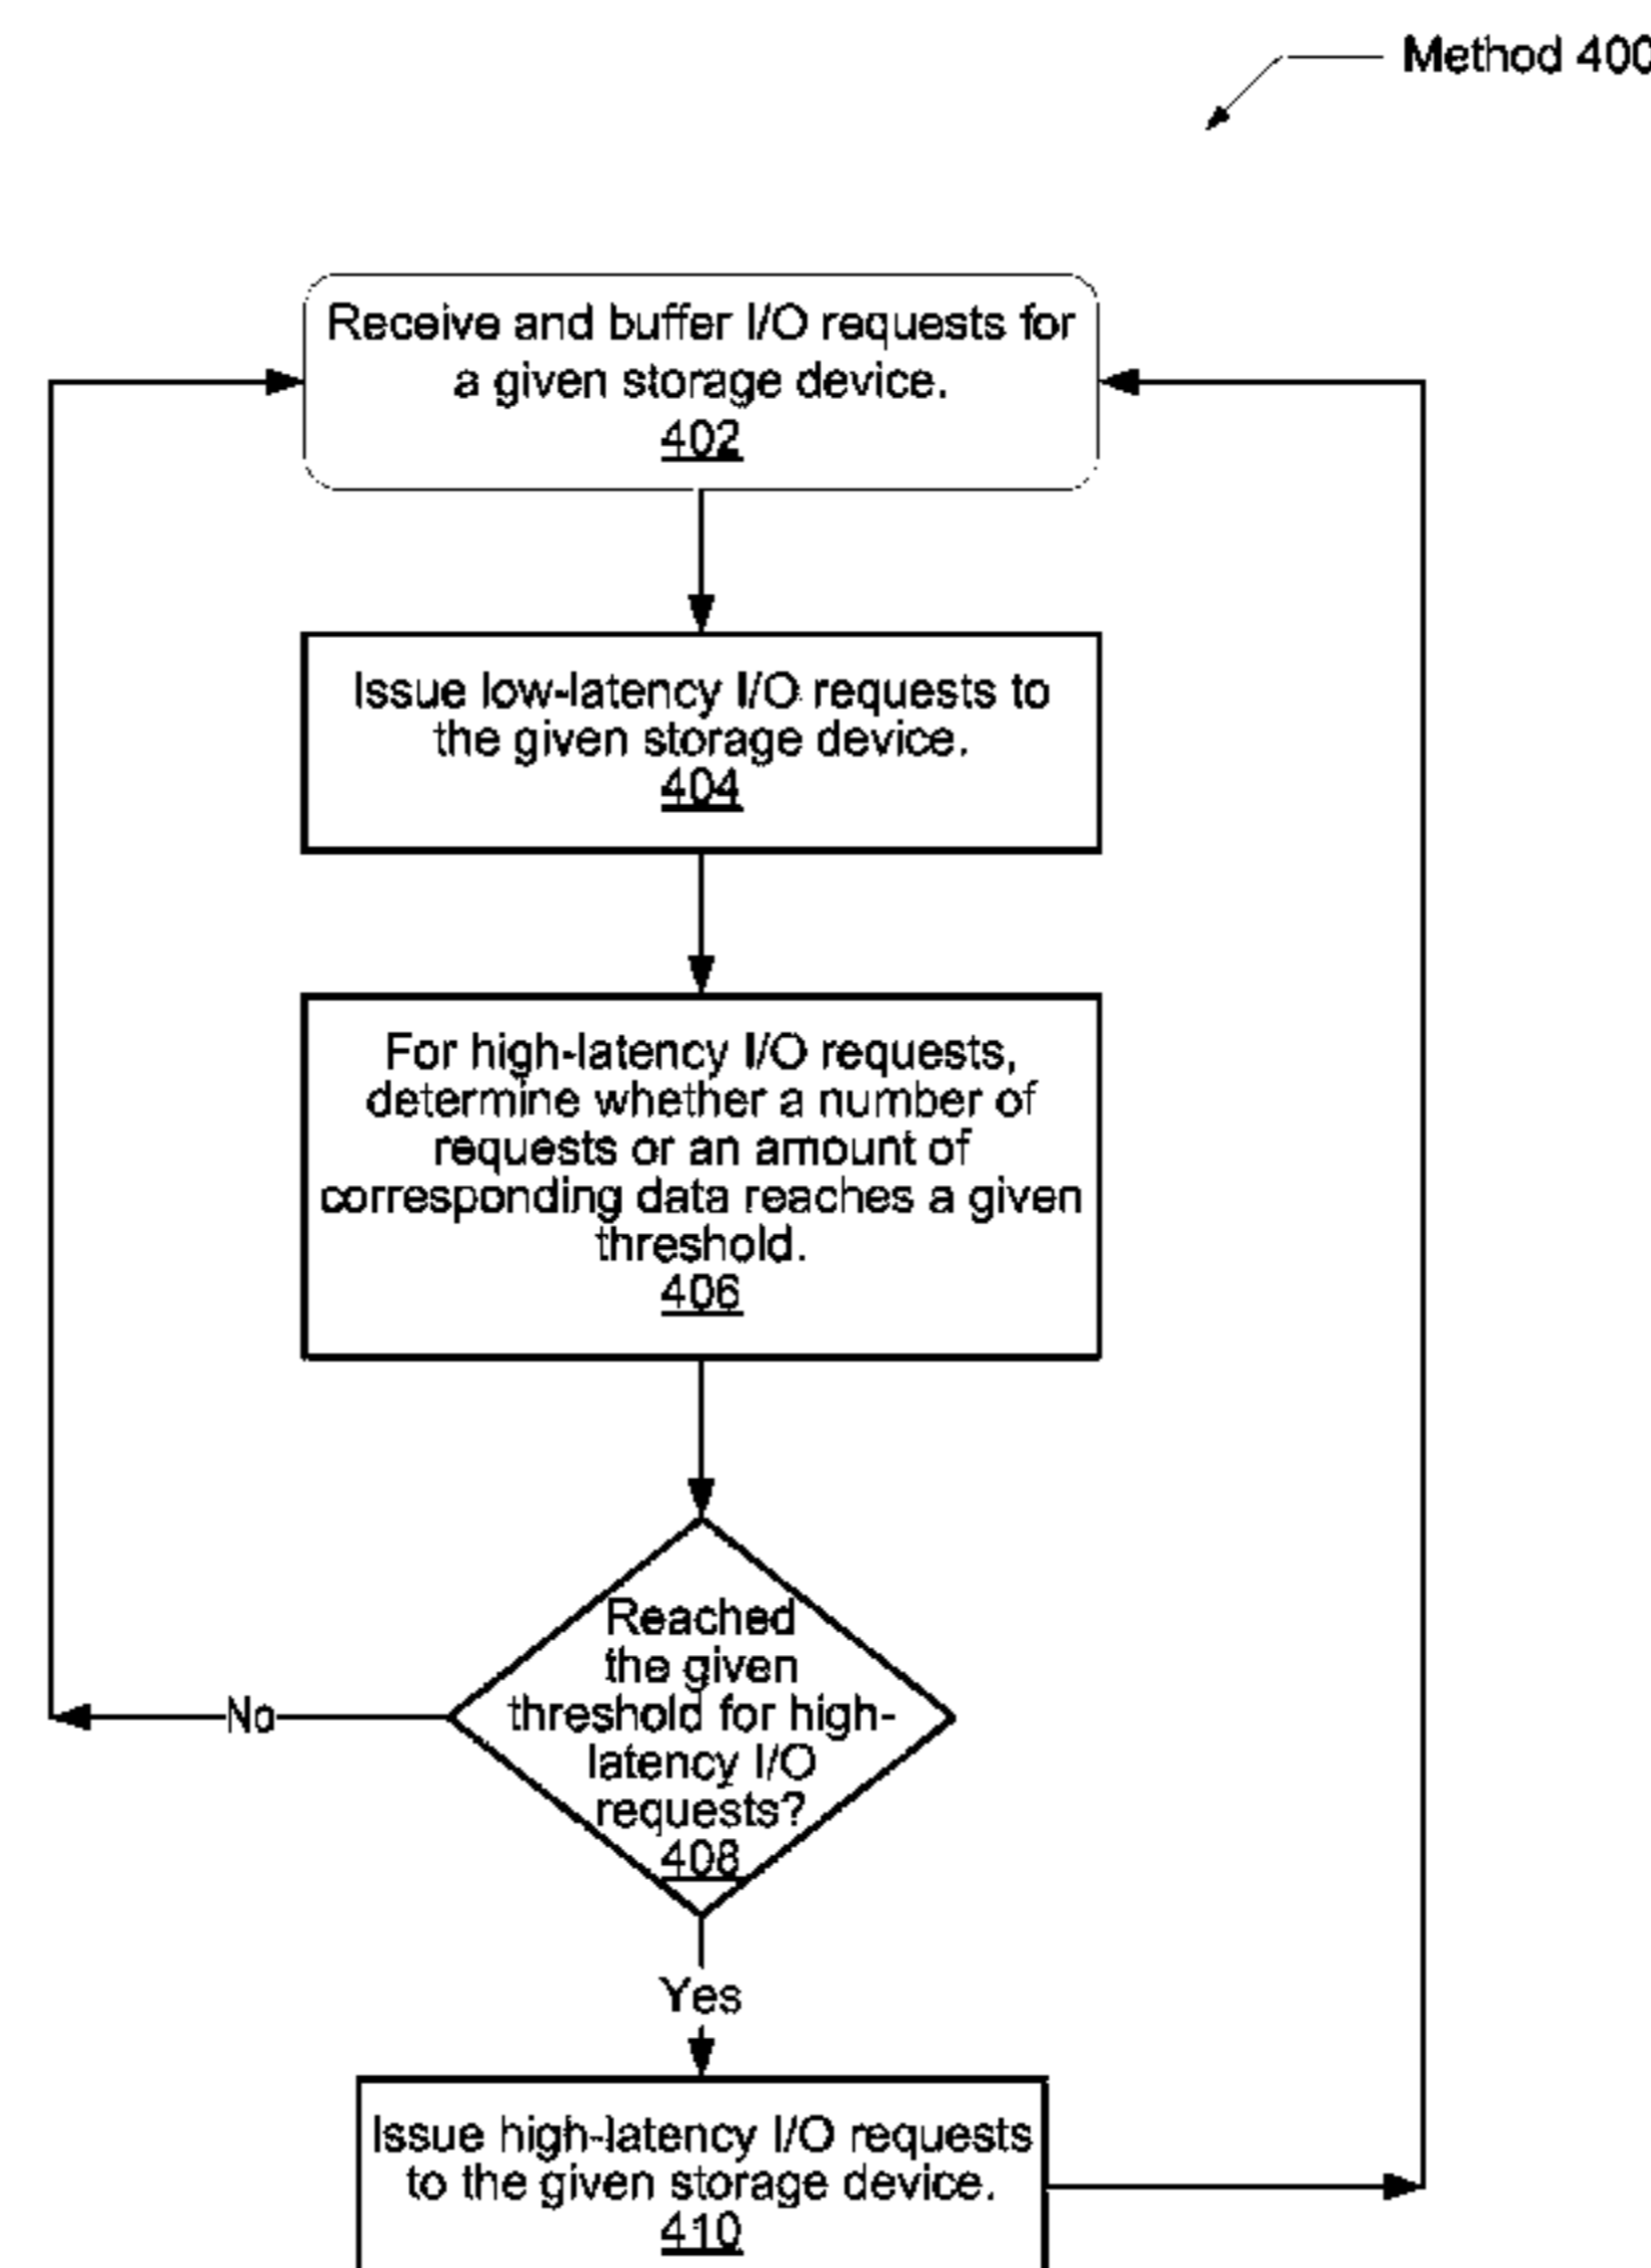 Method 400
Receive and buffer I/O requests for
a given storage device.
402
Issue low-latency I/O requests to
the given storage device.
404
For high-latency I/O requests,
determine whether a number of
requests or an amount of
corresponding data reaches a given
threshold.
406
Reached
the given
threshold for high-
latency I/O
requests?
408
No
Yes
Issue high-latency I/O requests
to the given storage device.
410